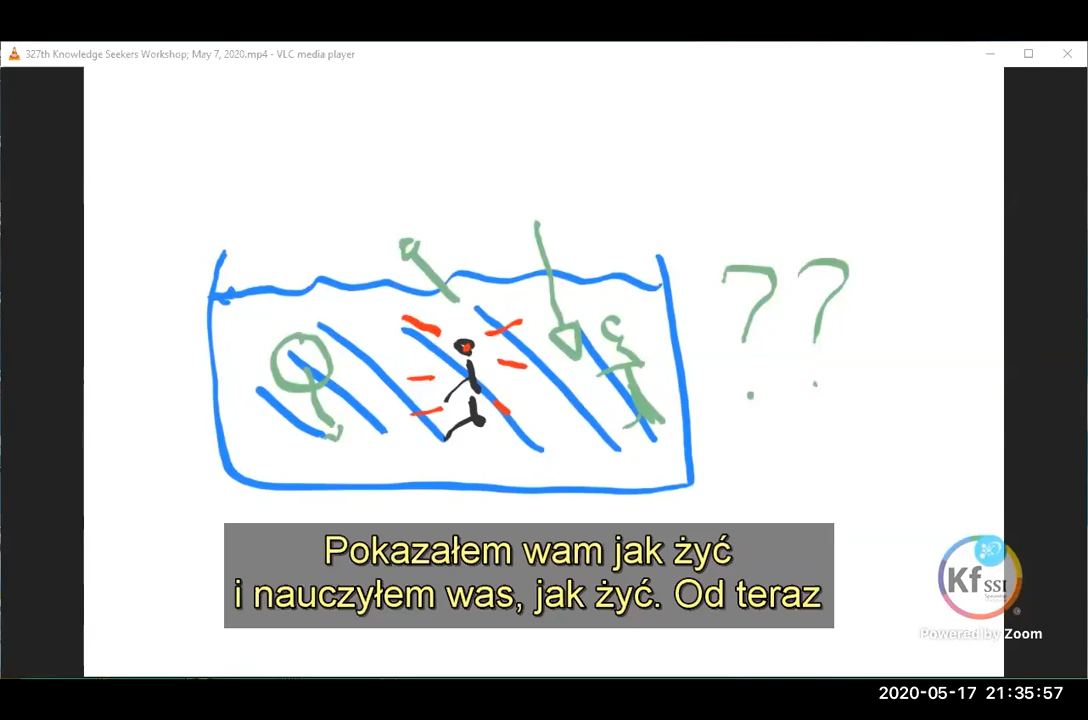 327th Knowledge Seekers Workshop; May 7, 2020.mp4 - VLC media player
??
Pokazałem wam jak żyć
i nauczyłem was, jak żyć. Od teraz
Kf SSI
Powered by Zoom
2020-05-17 21:35:57